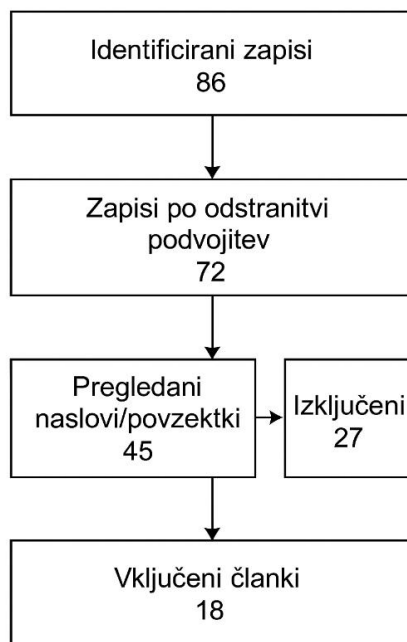 Identificirani zapisi
86
Zapisi po odstranitvi
podvojitev
72
Pregledani
naslovi/povzektki
45
Izključeni
27
Vključeni članki
18